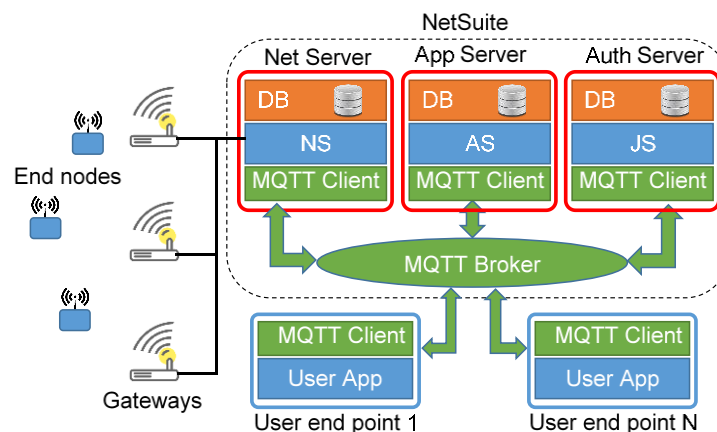 NetSuite
Net Server
App Server
Auth Server
DB
DB
DB
NS
AS
JS
MQTT Client
MQTT Client
MQTT Client
End nodes
MQTT Broker
MQTT Client
MQTT Client
User App
User App
Gateways
User end point 1
User end point N